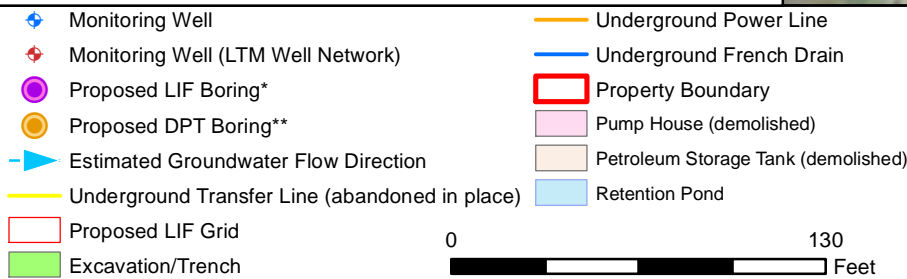 Monitoring Well
Monitoring Well (LTM Well Network)
Proposed LIF Boring*
Proposed DPT Boring**
Estimated Groundwater Flow Direction
Underground Transfer Line (abandoned in place)
Proposed LIF Grid
Excavation/Trench
Underground Power Line
Underground French Drain
Property Boundary
Pump House (demolished)
Petroleum Storage Tank (demolished)
Retention Pond
0 130
Feet